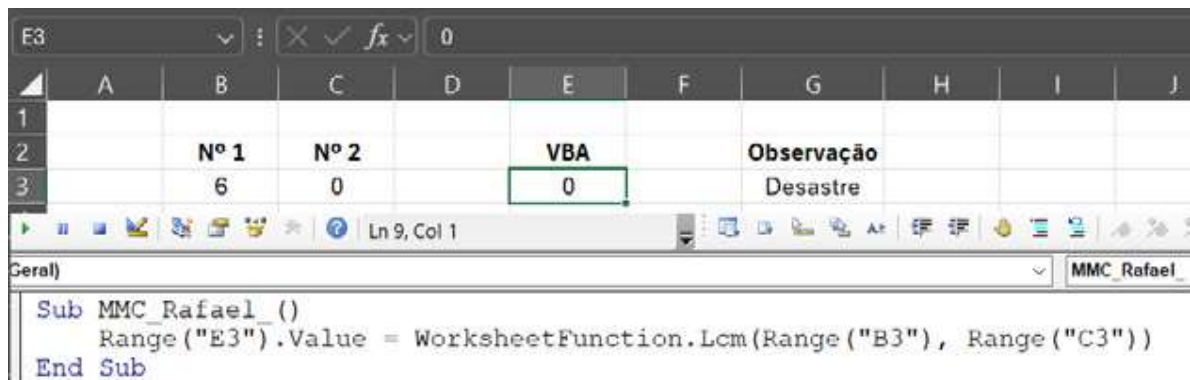 E3 fx 0
A B C D E F G H I J
1
2 Nº 1 Nº 2 VBA Observação
3 6 0 0 Desastre
Ln 9, Col 1
Geral) MMC_Rafael_
Sub MMC_Rafael_()
Range("E3").Value = WorksheetFunction.Lcm(Range("B3"), Range("C3"))
End Sub